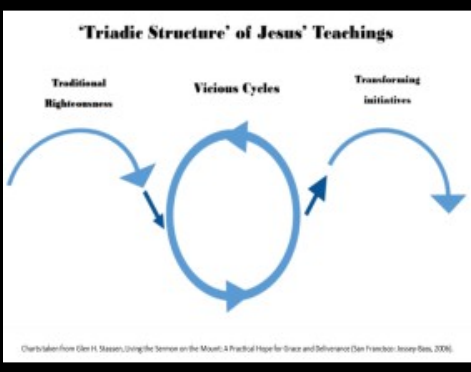 ‘Triadic Structure’ of Jesus’ Teachings
Traditional
Righteousness
Vicious Cycles
Transforming
initiatives
Charts taken from Glen H. Stassen, Living the Sermon on the Mount: A Practical Hope for Grace and Deliverance (San Francisco: Jossey-Bass, 2006).